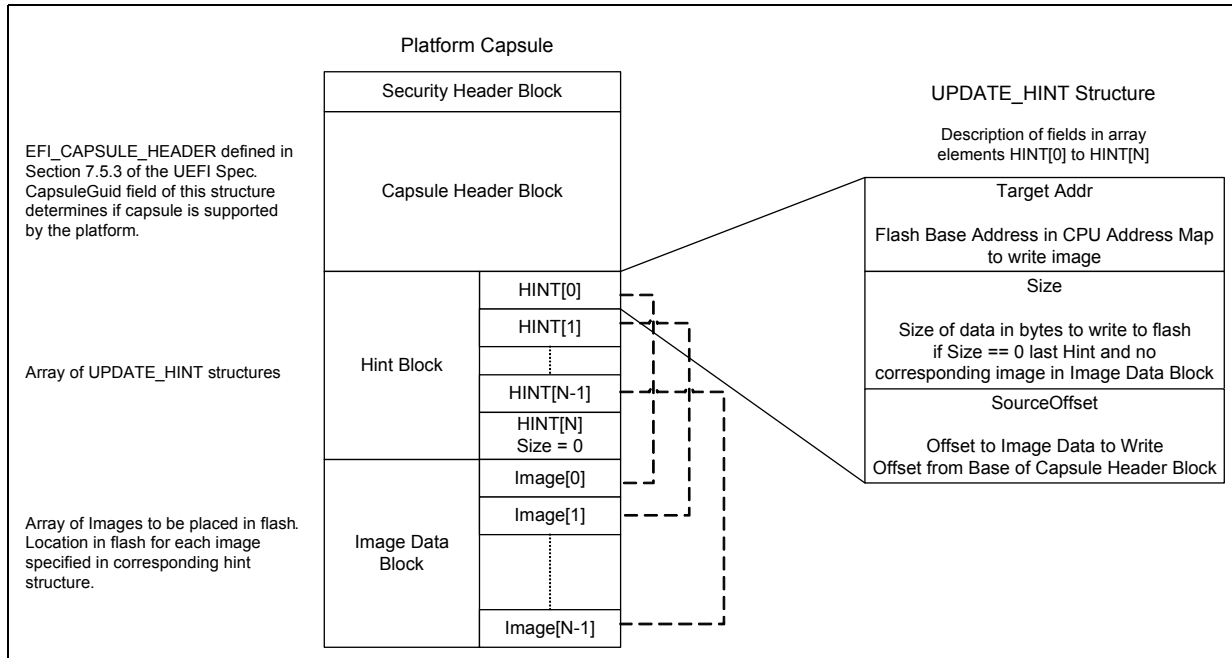 Platform Capsule
Security Header Block
EFI_CAPSULE_HEADER defined in
Section 7.5.3 of the UEFI Spec.
CapsuleGuid field of this structure
determines if capsule is supported
by the platform.
Capsule Header Block
Array of UPDATE_HINT structures
Hint Block
HINT[0]
HINT[1]
HINT[N-1]
HINT[N]
Size = 0
Array of Images to be placed in flash.
Location in flash for each image
specified in corresponding hint
structure.
Image Data
Block
Image[0]
Image[1]
Image[N-1]
UPDATE_HINT Structure
Description of fields in array
elements HINT[0] to HINT[N]
Target Addr
Flash Base Address in CPU Address Map
to write image
Size
Size of data in bytes to write to flash
if Size == 0 last Hint and no
corresponding image in Image Data Block
SourceOffset
Offset to Image Data to Write
Offset from Base of Capsule Header Block